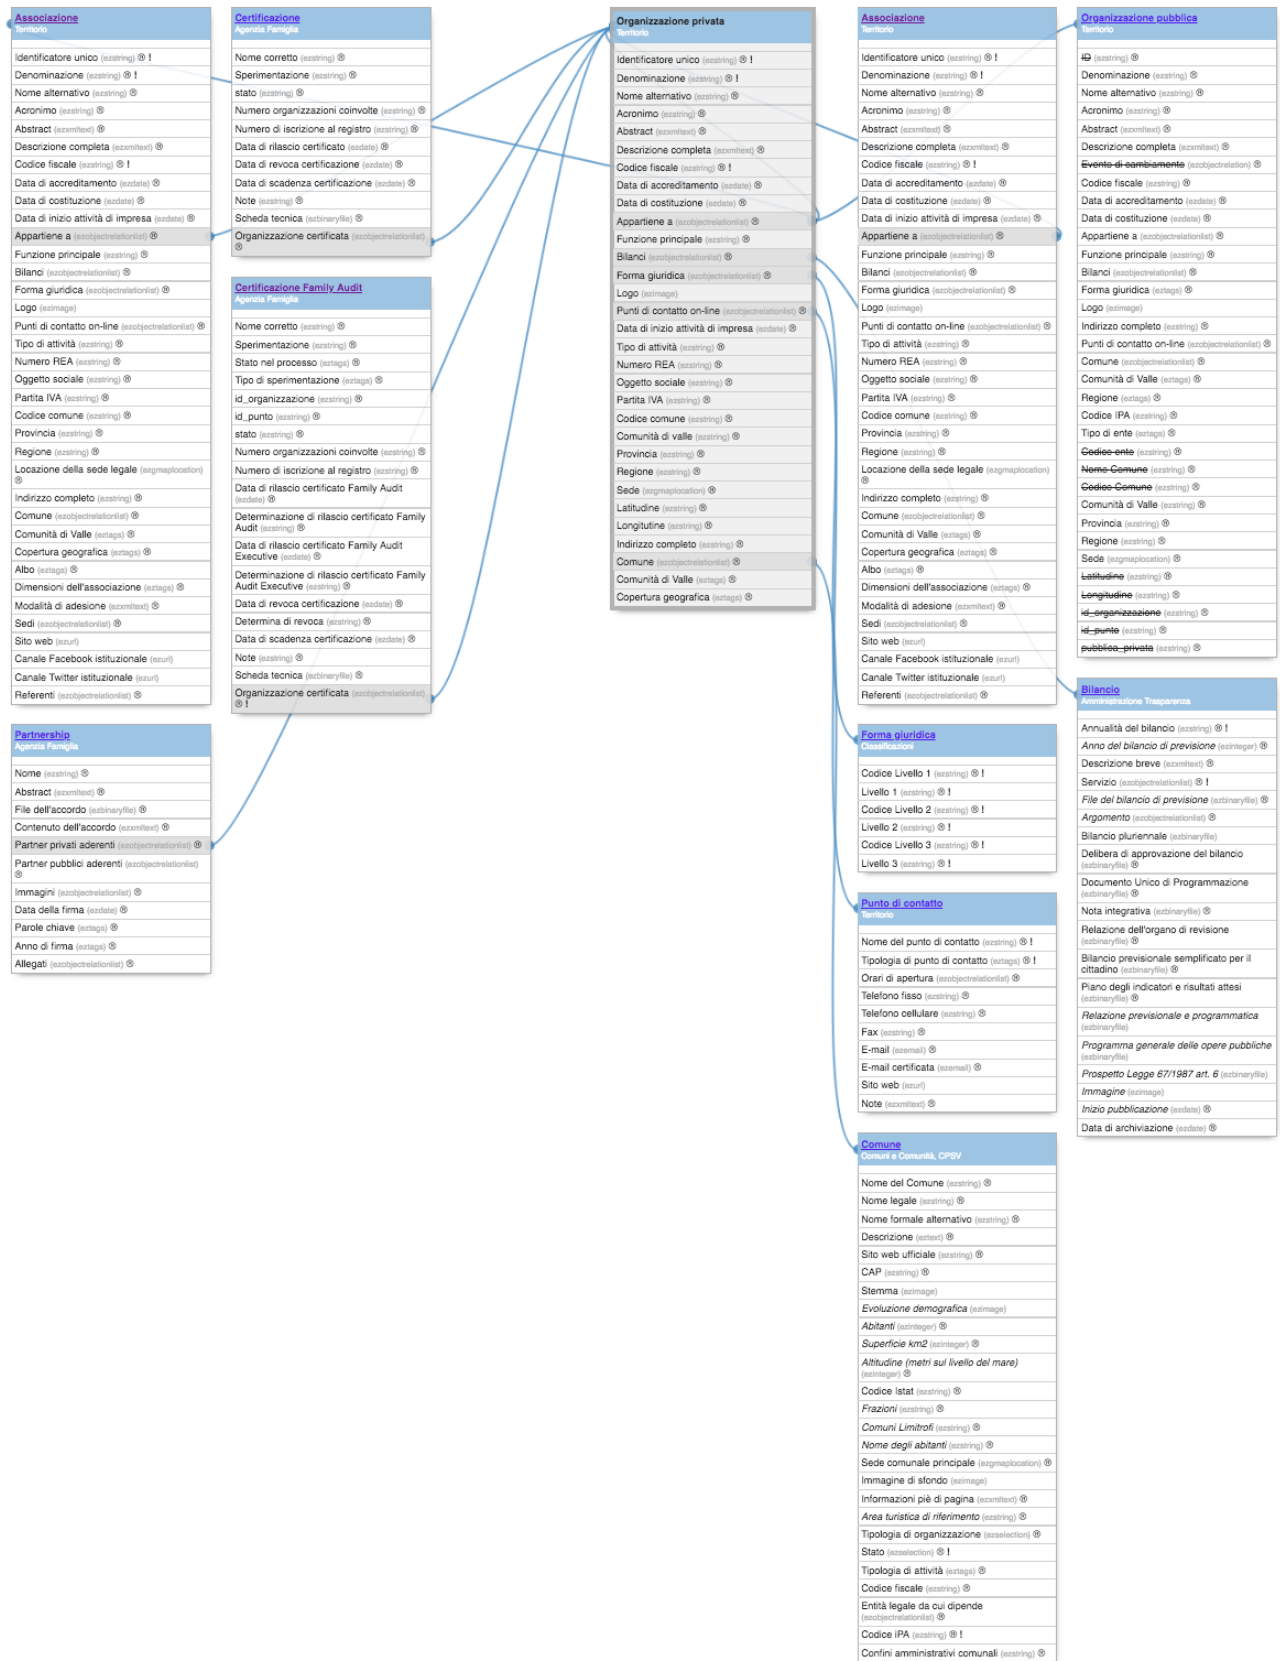 Associazione
Territorio
Identificatore unico (ezstring) ® !
Denominazione (ezstring) ® !
Nome alternativo (ezstring) ®
Acronimo (ezstring) ®
Abstract (ezxmltext) ®
Descrizione completa (ezxmltext) ®
Codice fiscale (ezstring) ® !
Data di accreditamento (ezdate) ®
Data di costituzione (ezdate) ®
Data di inizio attività di impresa (ezdate) ®
Appartiene a (ezobjectrelationlist) ®
Funzione principale (ezstring) ®
Bilanci (ezobjectrelationlist) ®
Forma giuridica (ezobjectrelationlist) ®
Logo (ezimage)
Punti di contatto on-line (ezobjectrelationlist) ®
Tipo di attività (ezstring) ®
Numero REA (ezstring) ®
Oggetto sociale (ezstring) ®
Partita IVA (ezstring) ®
Codice comune (ezstring) ®
Provincia (ezstring) ®
Regione (ezstring) ®
Locazione della sede legale (ezgmaplocation)
®
Indirizzo completo (ezstring) ®
Comune (ezobjectrelationlist) ®
Comunità di Valle (eztags) ®
Copertura geografica (eztags) ®
Albo (eztags) ®
Dimensioni dell'associazione (eztags) ®
Modalità di adesione (ezxmltext) ®
Sedi (ezobjectrelationlist) ®
Sito web (ezurl)
Canale Facebook istituzionale (ezurl)
Canale Twitter istituzionale (ezurl)
Referenti (ezobjectrelationlist) ®
Partnership
Agenzia Famiglia
Nome (ezstring) ®
Abstract (ezxmltext) ®
File dell'accordo (ezbinaryfile) ®
Contenuto dell'accordo (ezxmltext) ®
Partner privati aderenti (ezobjectrelationlist) ®
Partner pubblici aderenti (ezobjectrelationlist)
®
Immagini (ezobjectrelationlist) ®
Data della firma (ezdate) ®
Parole chiave (eztags) ®
Anno di firma (eztags) ®
Allegati (ezobjectrelationlist) ®
Certificazione
Agenzia Famiglia
Nome corretto (ezstring) ®
Sperimentazione (ezstring) ®
stato (ezstring) ®
Numero organizzazioni coinvolte (ezstring) ®
Numero di iscrizione al registro (ezstring) ®
Data di rilascio certificato (ezdate) ®
Data di revoca certificazione (ezdate) ®
Data di scadenza certificazione (ezdate) ®
Note (ezstring) ®
Scheda tecnica (ezbinaryfile) ®
Organizzazione certificata (ezobjectrelationlist)
®
Certificazione Family Audit
Agenzia Famiglia
Nome corretto (ezstring) ®
Sperimentazione (ezstring) ®
Stato nel processo (eztags) ®
Tipo di sperimentazione (eztags) ®
id_organizzazione (ezstring) ®
id_punto (ezstring) ®
stato (ezstring) ®
Numero organizzazioni coinvolte (ezstring) ®
Numero di iscrizione al registro (ezstring) ®
Data di rilascio certificato Family Audit
(ezdate) ®
Determinazione di rilascio certificato Family
Audit (ezstring) ®
Data di rilascio certificato Family Audit
Executive (ezdate) ®
Determinazione di rilascio certificato Family
Audit Executive (ezstring) ®
Data di revoca certificazione (ezdate) ®
Determina di revoca (ezstring) ®
Data di scadenza certificazione (ezdate) ®
Note (ezstring) ®
Scheda tecnica (ezbinaryfile) ®
Organizzazione certificata (ezobjectrelationlist)
® !
Organizzazione privata
Territorio
Identificatore unico (ezstring) ® !
Denominazione (ezstring) ® !
Nome alternativo (ezstring) ®
Acronimo (ezstring) ®
Abstract (ezxmltext) ®
Descrizione completa (ezxmltext) ®
Codice fiscale (ezstring) ® !
Data di accreditamento (ezdate) ®
Data di costituzione (ezdate) ®
Appartiene a (ezobjectrelationlist) ®
Funzione principale (ezstring) ®
Bilanci (ezobjectrelationlist) ®
Forma giuridica (ezobjectrelationlist) ®
Logo (ezimage)
Punti di contatto on-line (ezobjectrelationlist) ®
Data di inizio attività di impresa (ezdate) ®
Tipo di attività (ezstring) ®
Numero REA (ezstring) ®
Oggetto sociale (ezstring) ®
Partita IVA (ezstring) ®
Codice comune (ezstring) ®
Comunità di valle (ezstring) ®
Provincia (ezstring) ®
Regione (ezstring) ®
Sede (ezgmaplocation) ®
Latitudine (ezstring) ®
Longitutine (ezstring) ®
Indirizzo completo (ezstring) ®
Comune (ezobjectrelationlist) ®
Comunità di Valle (eztags) ®
Copertura geografica (eztags) ®
Associazione
Territorio
Identificatore unico (ezstring) ® !
Denominazione (ezstring) ® !
Nome alternativo (ezstring) ®
Acronimo (ezstring) ®
Abstract (ezxmltext) ®
Descrizione completa (ezxmltext) ®
Codice fiscale (ezstring) ® !
Data di accreditamento (ezdate) ®
Data di costituzione (ezdate) ®
Data di inizio attività di impresa (ezdate) ®
Appartiene a (ezobjectrelationlist) ®
Funzione principale (ezstring) ®
Bilanci (ezobjectrelationlist) ®
Forma giuridica (ezobjectrelationlist) ®
Logo (ezimage)
Punti di contatto on-line (ezobjectrelationlist) ®
Tipo di attività (ezstring) ®
Numero REA (ezstring) ®
Oggetto sociale (ezstring) ®
Partita IVA (ezstring) ®
Codice comune (ezstring) ®
Provincia (ezstring) ®
Regione (ezstring) ®
Locazione della sede legale (ezgmaplocation)
®
Indirizzo completo (ezstring) ®
Comune (ezobjectrelationlist) ®
Comunità di Valle (eztags) ®
Copertura geografica (eztags) ®
Albo (eztags) ®
Dimensioni dell'associazione (eztags) ®
Modalità di adesione (ezxmltext) ®
Sedi (ezobjectrelationlist) ®
Sito web (ezurl)
Canale Facebook istituzionale (ezurl)
Canale Twitter istituzionale (ezurl)
Referenti (ezobjectrelationlist) ®
Forma giuridica
Classificazioni
Codice Livello 1 (ezstring) ® !
Livello 1 (ezstring) ® !
Codice Livello 2 (ezstring) ® !
Livello 2 (ezstring) ® !
Codice Livello 3 (ezstring) ® !
Livello 3 (ezstring) ® !
Punto di contatto
Territorio
Nome del punto di contatto (ezstring) ® !
Tipologia di punto di contatto (eztags) ® !
Orari di apertura (ezobjectrelationlist) ®
Telefono fisso (ezstring) ®
Telefono cellulare (ezstring) ®
Fax (ezstring) ®
E-mail (ezemail) ®
E-mail certificata (ezemail) ®
Sito web (ezurl)
Note (ezxmltext) ®
Comune
Comuni e Comunità, CPSV
Nome del Comune (ezstring) ®
Nome legale (ezstring) ®
Nome formale alternativo (ezstring) ®
Descrizione (eztext) ®
Sito web ufficiale (ezstring) ®
CAP (ezstring) ®
Stemma (ezimage)
Evoluzione demografica (ezimage)
Abitanti (ezinteger) ®
Superficie km2 (ezinteger) ®
Altitudine (metri sul livello del mare)
(ezinteger) ®
Codice Istat (ezstring) ®
Frazioni (ezstring) ®
Comuni Limitrofi (ezstring) ®
Nome degli abitanti (ezstring) ®
Sede comunale principale (ezgmaplocation) ®
Immagine di sfondo (ezimage)
Informazioni piè di pagina (ezxmltext) ®
Area turistica di riferimento (ezstring) ®
Tipologia di organizzazione (ezselection) ®
Stato (ezselection) ® !
Tipologia di attività (eztags) ®
Codice fiscale (ezstring) ®
Entità legale da cui dipende
(ezobjectrelationlist) ®
Codice iPA (ezstring) ® !
Confini amministrativi comunali (ezstring) ®
Organizzazione pubblica
Territorio
ID (ezstring) ®
Denominazione (ezstring) ®
Nome alternativo (ezstring) ®
Acronimo (ezstring) ®
Abstract (ezxmltext) ®
Descrizione completa (ezxmltext) ®
Evento di cambiamento (ezobjectrelation) ®
Codice fiscale (ezstring) ®
Data di accreditamento (ezdate) ®
Data di costituzione (ezdate) ®
Appartiene a (ezobjectrelationlist) ®
Funzione principale (ezstring) ®
Bilanci (ezobjectrelationlist) ®
Forma giuridica (eztags) ®
Logo (ezimage)
Indirizzo completo (ezstring) ®
Punti di contatto on-line (ezobjectrelationlist) ®
Comune (ezobjectrelationlist) ®
Comunità di Valle (eztags) ®
Regione (eztags) ®
Codice IPA (ezstring) ®
Tipo di ente (eztags) ®
Codice ente (ezstring) ®
Nome Comune (ezstring) ®
Codice Comune (ezstring) ®
Comunità di Valle (ezstring) ®
Provincia (ezstring) ®
Regione (ezstring) ®
Sede (ezgmaplocation) ®
Latitudine (ezstring) ®
Longitudine (ezstring) ®
id_organizzazione (ezstring) ®
id_punto (ezstring) ®
pubblica_privata (ezstring) ®
Bilancio
Amministrazione Trasparenza
Annualità del bilancio (ezstring) ® !
Anno del bilancio di previsione (ezinteger) ®
Descrizione breve (ezxmltext) ®
Servizio (ezobjectrelationlist) ® !
File del bilancio di previsione (ezbinaryfile) ®
Argomento (ezobjectrelationlist) ®
Bilancio pluriennale (ezbinaryfile)
Delibera di approvazione del bilancio
(ezbinaryfile) ®
Documento Unico di Programmazione
(ezbinaryfile) ®
Nota integrativa (ezbinaryfile) ®
Relazione dell'organo di revisione
(ezbinaryfile) ®
Bilancio previsionale semplificato per il
cittadino (ezbinaryfile) ®
Piano degli indicatori e risultati attesi
(ezbinaryfile) ®
Relazione previsionale e programmatica
(ezbinaryfile)
Programma generale delle opere pubbliche
(ezbinaryfile)
Prospetto Legge 67/1987 art. 6 (ezbinaryfile)
Immagine (ezimage)
Inizio pubblicazione (ezdate) ®
Data di archiviazione (ezdate) ®